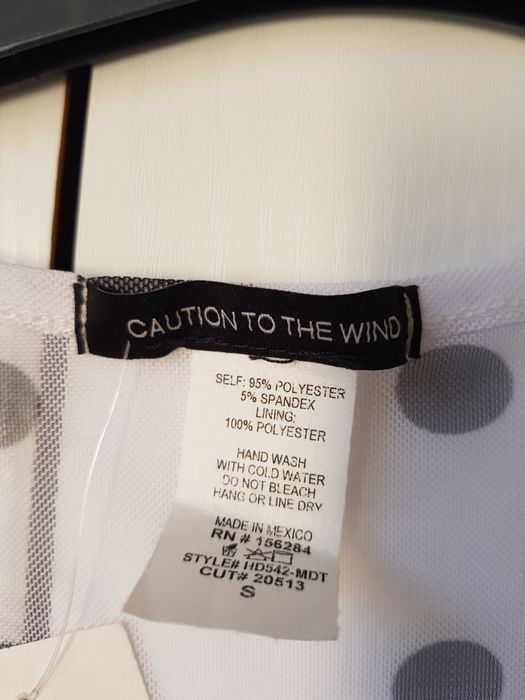 CAUTION TO THE WIND
SELF: 95% POLYESTER
5% SPANDEX
LINING:
100% POLYESTER
HAND WASH
WITH COLD WATER
DO NOT BLEACH
HANG OR LINE DRY
MADE IN MEXICO
RN # 156284
STYLE# HD542-MDT
CUT# 20513
S